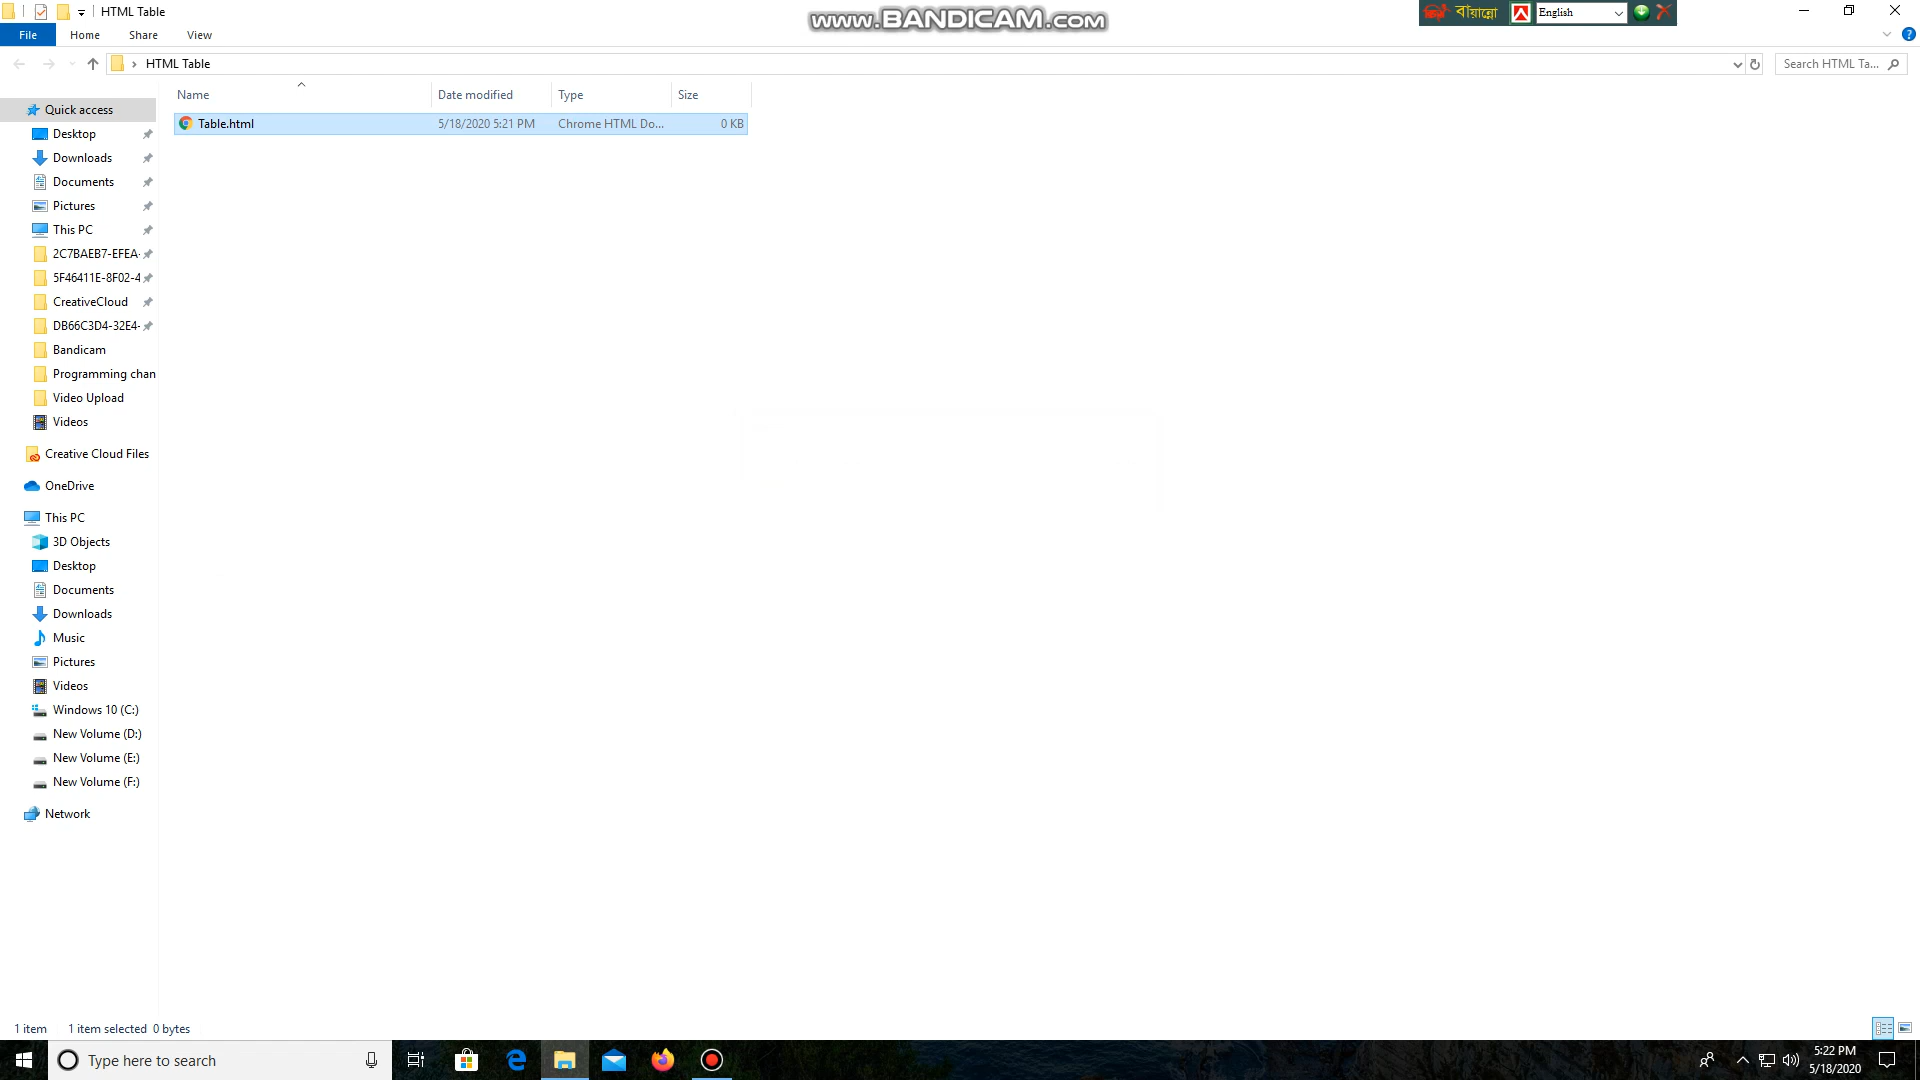 HTML Table
www.BANDICAM.com
বায়ান্নো
English
File
Home
Share
View
HTML Table
Search HTML Ta...
Name
Date modified
Type
Size
Table.html
5/18/2020 5:21 PM
Chrome HTML Do...
0 KB
Quick access
Desktop
Downloads
Documents
Pictures
This PC
2C7BAEB7-EFEA-
5F46411E-8F02-4
CreativeCloud
DB66C3D4-32E4-
Bandicam
Programming chan
Video Upload
Videos
Creative Cloud Files
OneDrive
This PC
3D Objects
Desktop
Documents
Downloads
Music
Pictures
Videos
Windows 10 (C:)
New Volume (D:)
New Volume (E:)
New Volume (F:)
Network
1 item
1 item selected 0 bytes
Type here to search
5:22 PM
5/18/2020